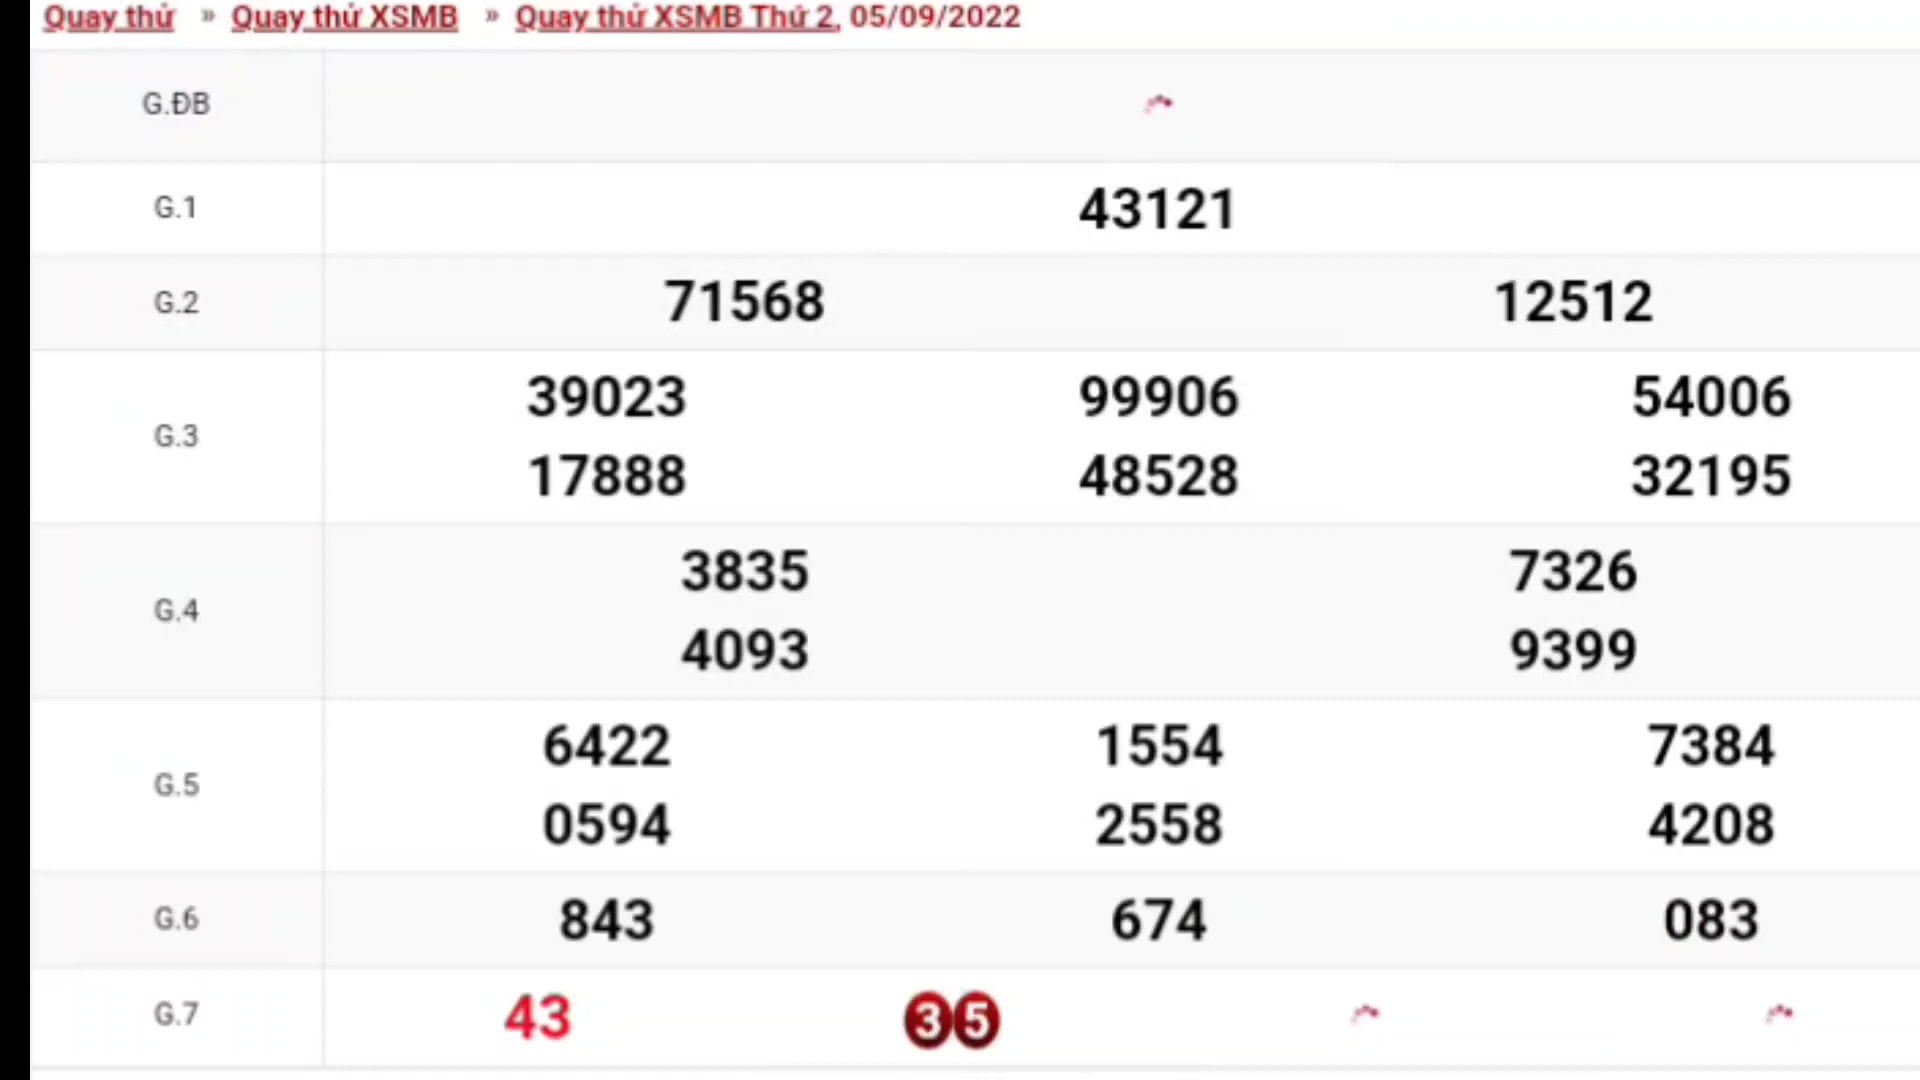 Quay thử » Quay thử XSMB » Quay thử XSMB Thứ 2, 05/09/2022
G.ĐB
G.1 43121
G.2 71568 12512
G.3 39023 99906 54006
17888 48528 32195
G.4 3835 7326
4093 9399
G.5 6422 1554 7384
0594 2558 4208
G.6 843 674 083
G.7 43 35